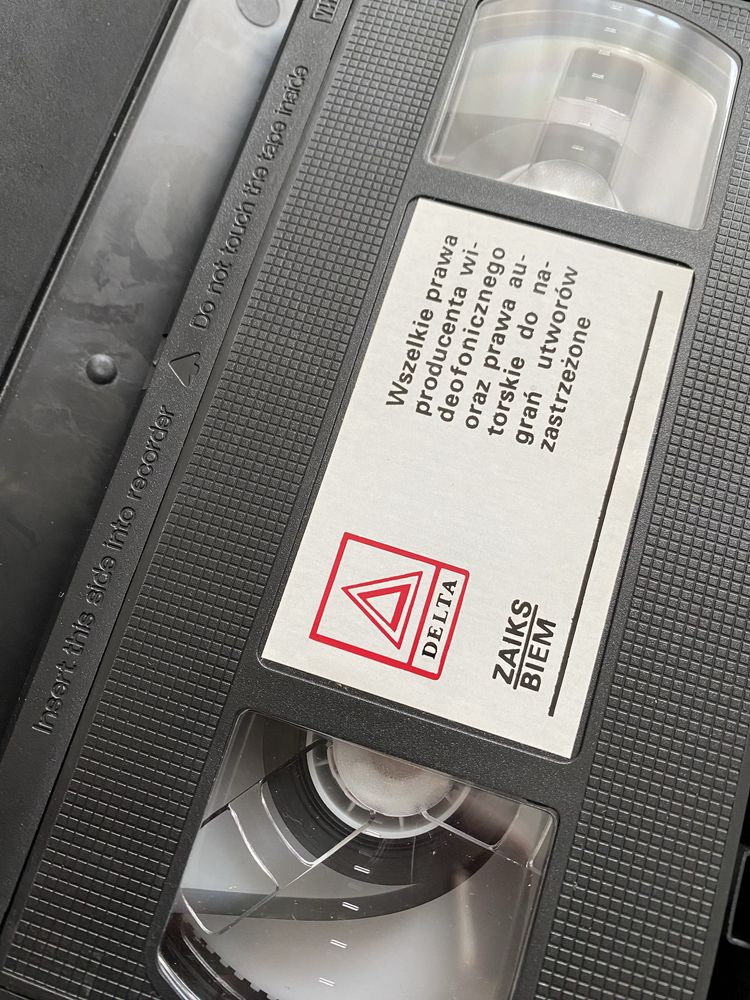 Insert this side into recorder
Do not touch the tape inside
Wszelkie prawa
producenta wi-
deofonicznego
oraz prawa au-
torskie do na-
grań utworów
zastrzeżone
DELTA
ZAIKS
BIEM